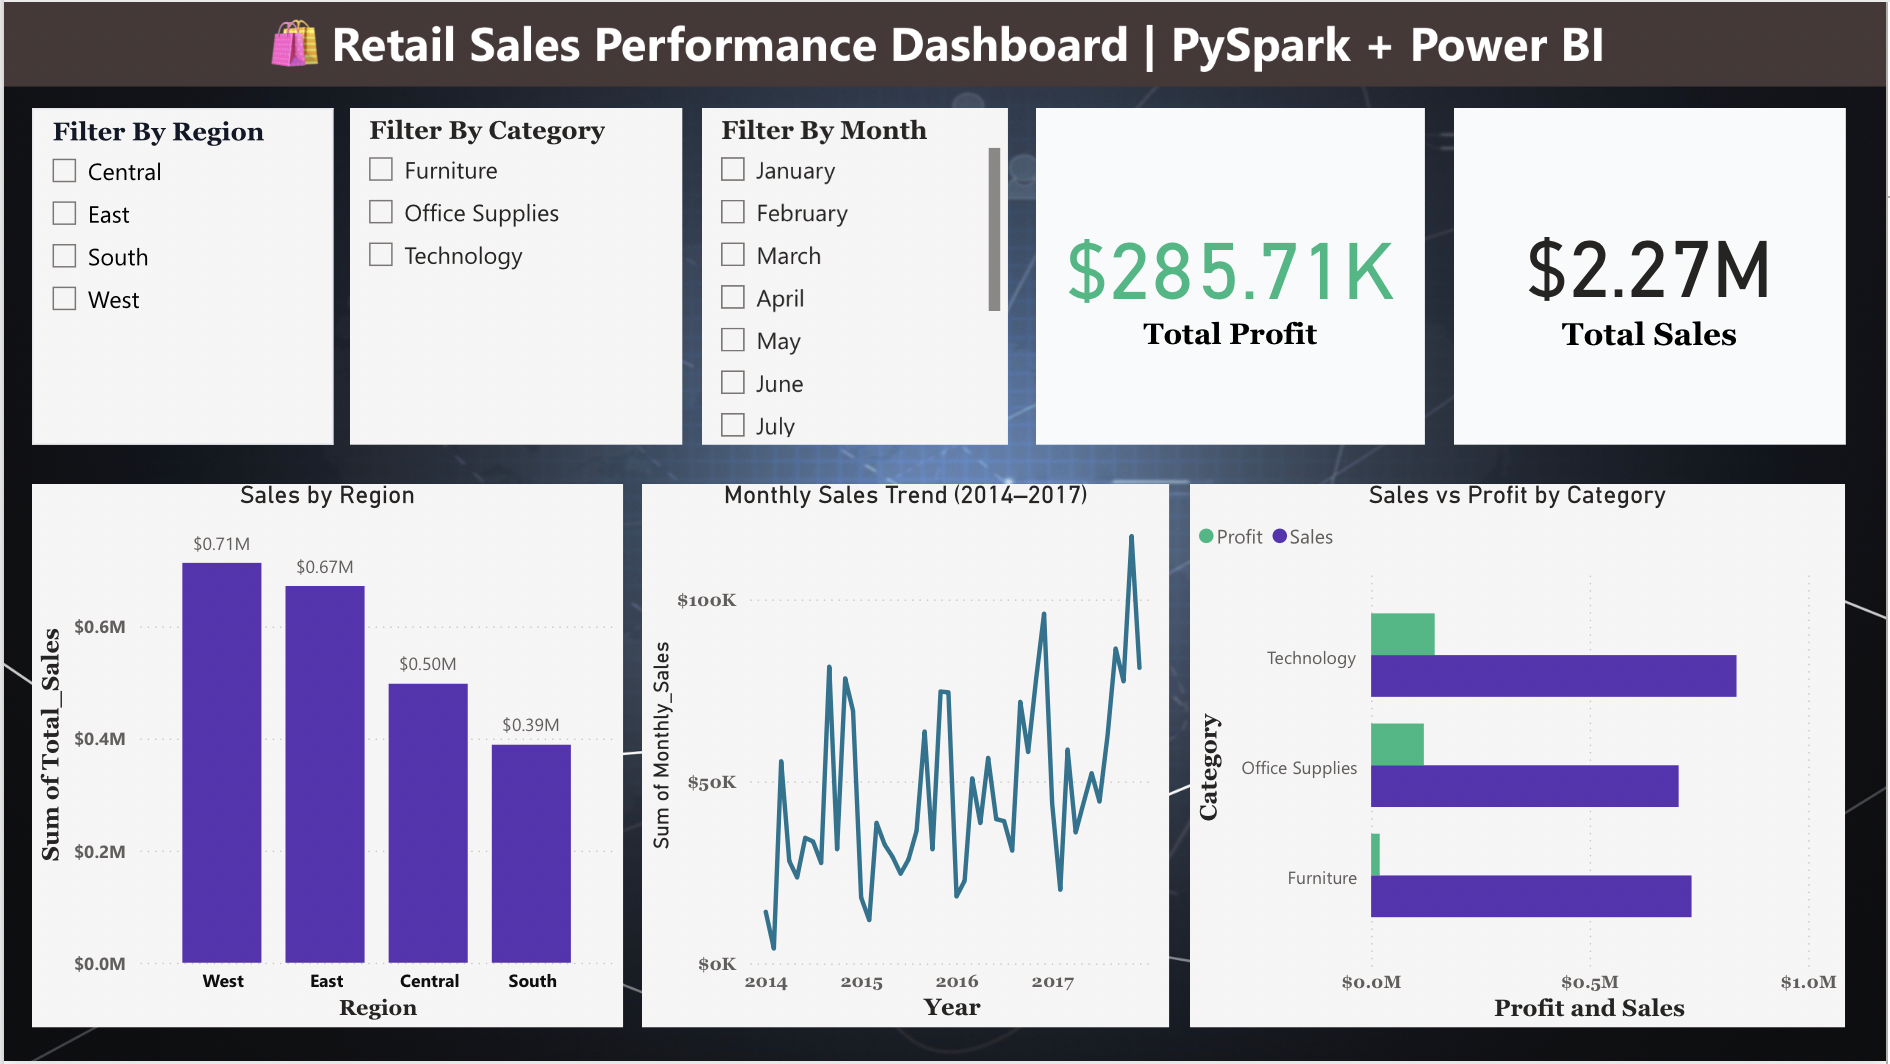 🛍️ Retail Sales Performance Dashboard | PySpark + Power BI
Filter By Region
Central
East
South
West
Filter By Category
Furniture
Office Supplies
Technology
Filter By Month
January
February
March
April
May
June
July
$285.71K
Total Profit
$2.27M
Total Sales
Sales by Region
Sum of Total_Sales
$0.6M
$0.4M
$0.2M
$0.0M
$0.71M
$0.67M
$0.50M
$0.39M
West
East
Central
South
Region
Monthly Sales Trend (2014–2017)
Sum of Monthly_Sales
$100K
$50K
$0K
2014
2015
2016
2017
Year
Sales vs Profit by Category
Profit
Sales
Category
Technology
Office Supplies
Furniture
$0.0M
$0.5M
$1.0M
Profit and Sales